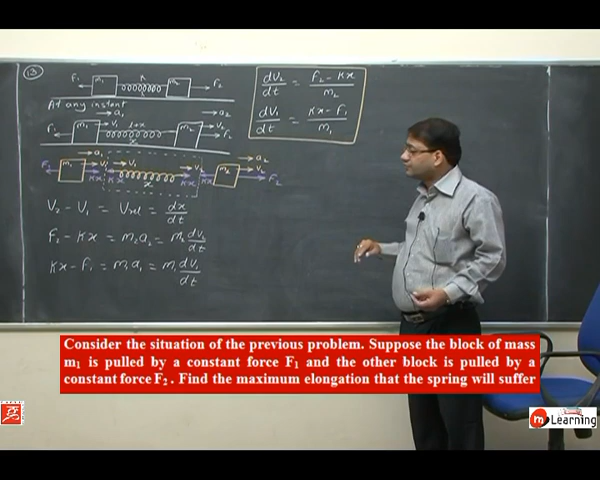 13
F₁ m₁ k m₂ F₂
l
At any instant
a₁ a₂
m₁ V₁ l+x m₂ V₂
F₁ x F₂
a₁ a₂
m₁ V₁ V₁ V₂ m₂ V₂
kx kx x kx kx F₂
V₂ - V₁ = Vrel = dx/dt
F₂ - kx = m₂a₂ = m₂ dV₂/dt
kx - F₁ = m₁a₁ = m₁ dV₁/dt
dV₂/dt = F₂ - kx / m₂
dV₁/dt = kx - F₁ / m₁
Consider the situation of the previous problem. Suppose the block of mass
m₁ is pulled by a constant force F₁ and the other block is pulled by a
constant force F₂ . Find the maximum elongation that the spring will suffer
m Learning